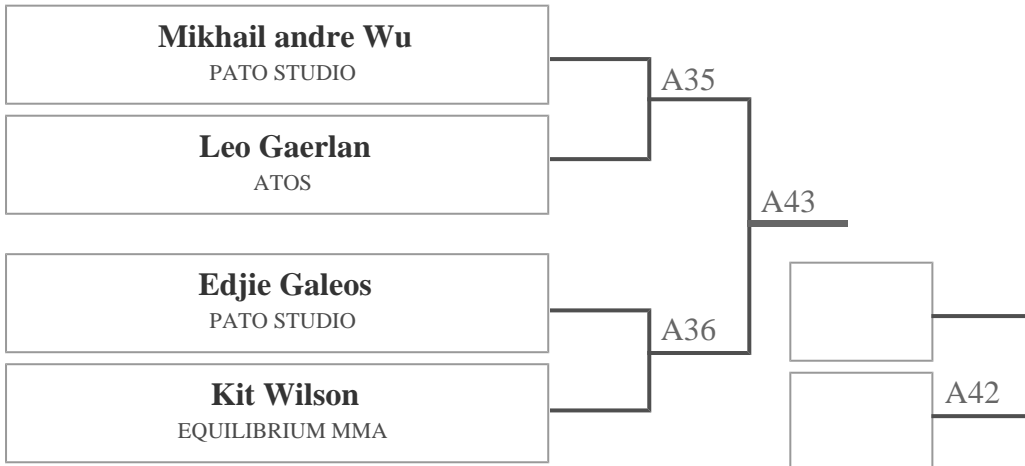 Mikhail andre Wu
PATO STUDIO
A35
Leo Gaerlan
ATOS
A43
Edjie Galeos
PATO STUDIO
A36
Kit Wilson
EQUILIBRIUM MMA
A42